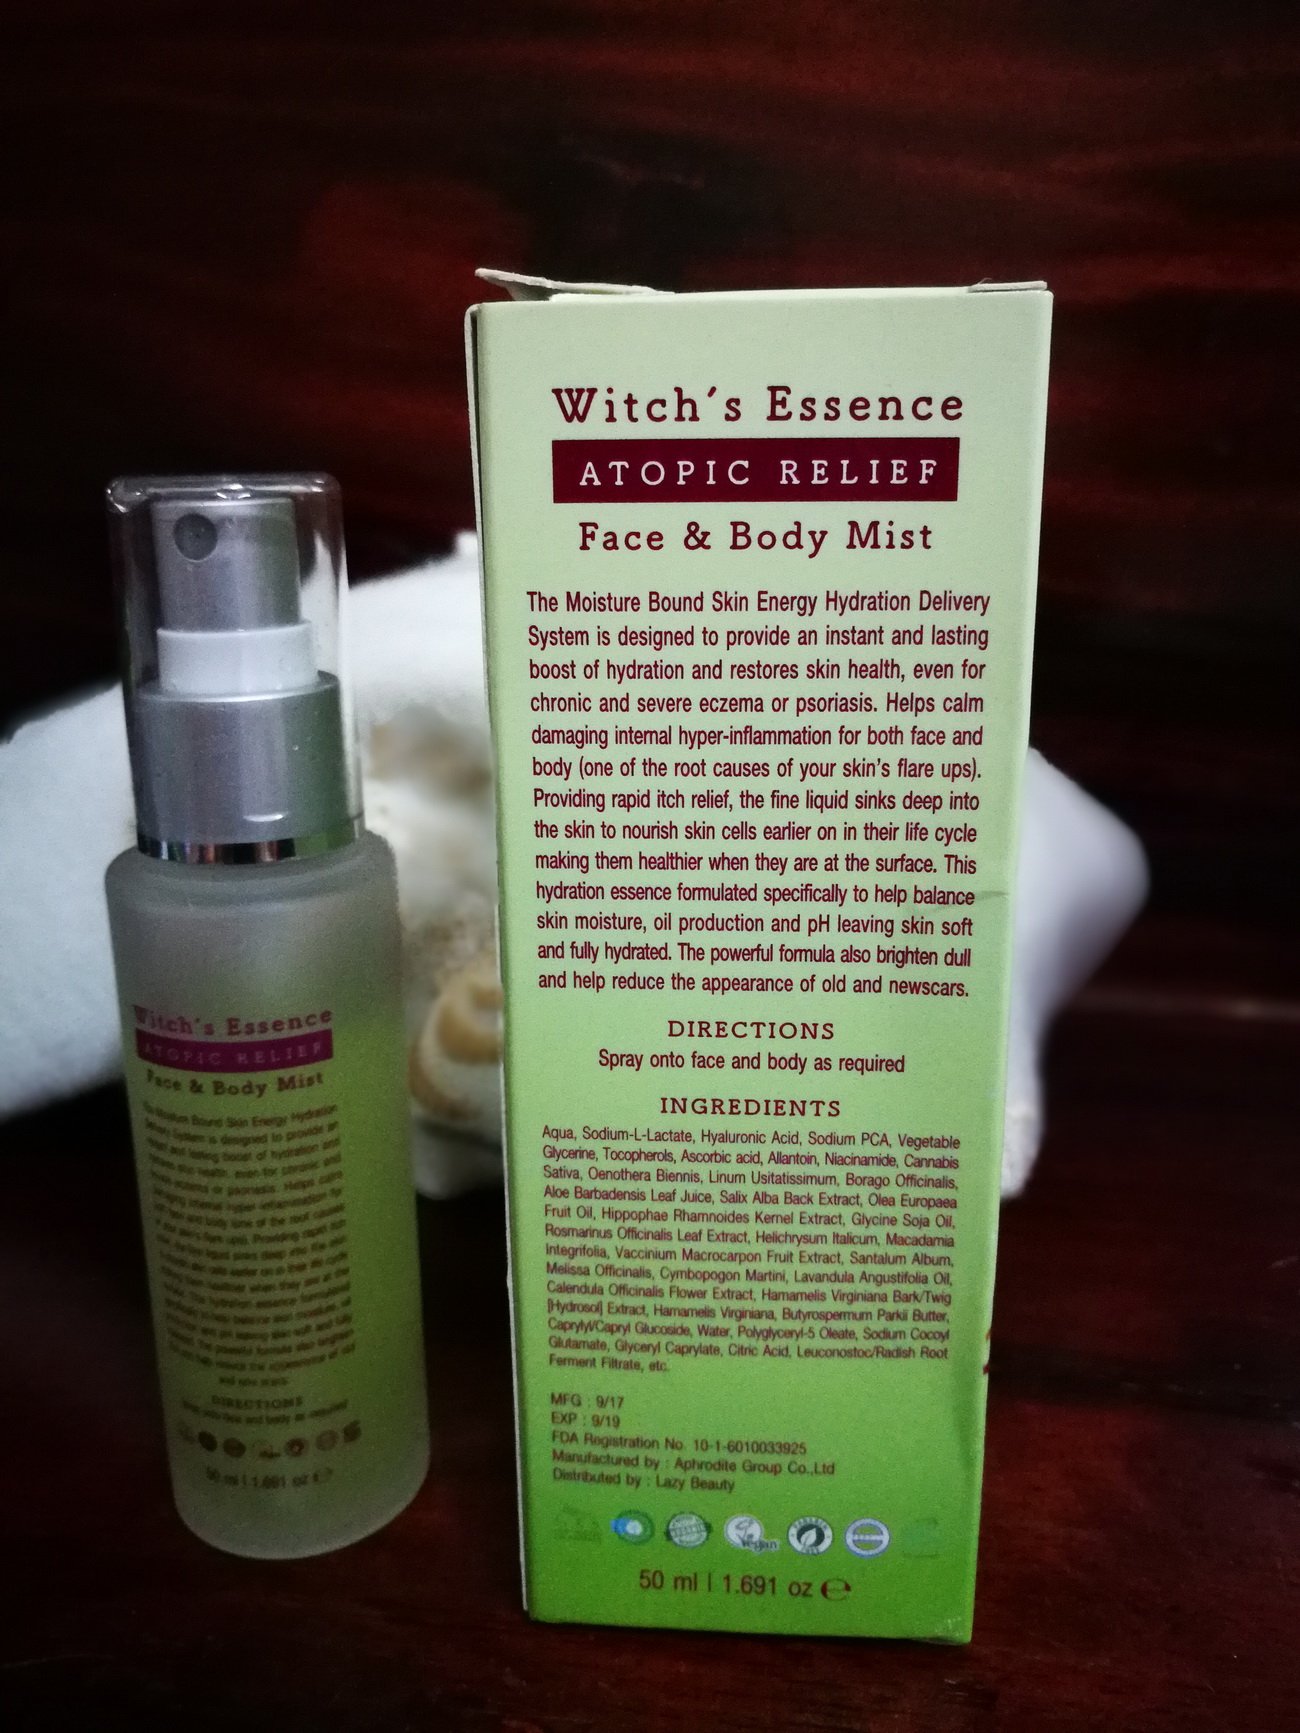 Witch's Essence
ATOPIC RELIEF
Face & Body Mist
The Moisture Bound Skin Energy Hydration Delivery
System is designed to provide an instant and lasting
boost of hydration and restores skin health, even for
chronic and severe eczema or psoriasis. Helps calm
damaging internal hyper-inflammation for both face and
body (one of the root causes of your skin's flare ups).
Providing rapid itch relief, the fine liquid sinks deep into
the skin to nourish skin cells earlier on in their life cycle
making them healthier when they are at the surface. This
hydration essence formulated specifically to help balance
skin moisture, oil production and pH leaving skin soft
and fully hydrated. The powerful formula also brighten dull
and help reduce the appearance of old and newscars.
DIRECTIONS
Spray onto face and body as required
INGREDIENTS
Aqua, Sodium-L-Lactate, Hyaluronic Acid, Sodium PCA, Vegetable
Glycerine, Tocopherols, Ascorbic acid, Allantoin, Niacinamide, Cannabis
Sativa, Oenothera Biennis, Linum Usitatissimum, Borago Officinalis,
Aloe Barbadensis Leaf Juice, Salix Alba Back Extract, Olea Europaea
Fruit Oil, Hippophae Rhamnoides Kernel Extract, Glycine Soja Oil,
Rosmarinus Officinalis Leaf Extract, Helichrysum Italicum, Macadamia
Integrifolia, Vaccinium Macrocarpon Fruit Extract, Santalum Album,
Melissa Officinalis, Cymbopogon Martini, Lavandula Angustifolia Oil,
Calendula Officinalis Flower Extract, Hamamelis Virginiana Bark/Twig
[Hydrosol] Extract, Hamamelis Virginiana, Butyrospermum Parkii Butter,
Caprylyl/Capryl Glucoside, Water, Polyglyceryl-5 Oleate, Sodium Cocoyl
Glutamate, Glyceryl Caprylate, Citric Acid, Leuconostoc/Radish Root
Ferment Filtrate, etc.
MFG : 9/17
EXP : 9/19
FDA Registration No. 10-1-6010033925
Manufactured by : Aphrodite Group Co.,Ltd
Distributed by : Lazy Beauty
Vegan
50 ml | 1.691 oz ℮
Witch's Essence
ATOPIC RELIEF
Face & Body Mist
The Moisture Bound Skin Energy Hydration
DIRECTIONS
50 ml | 1.691 oz ℮